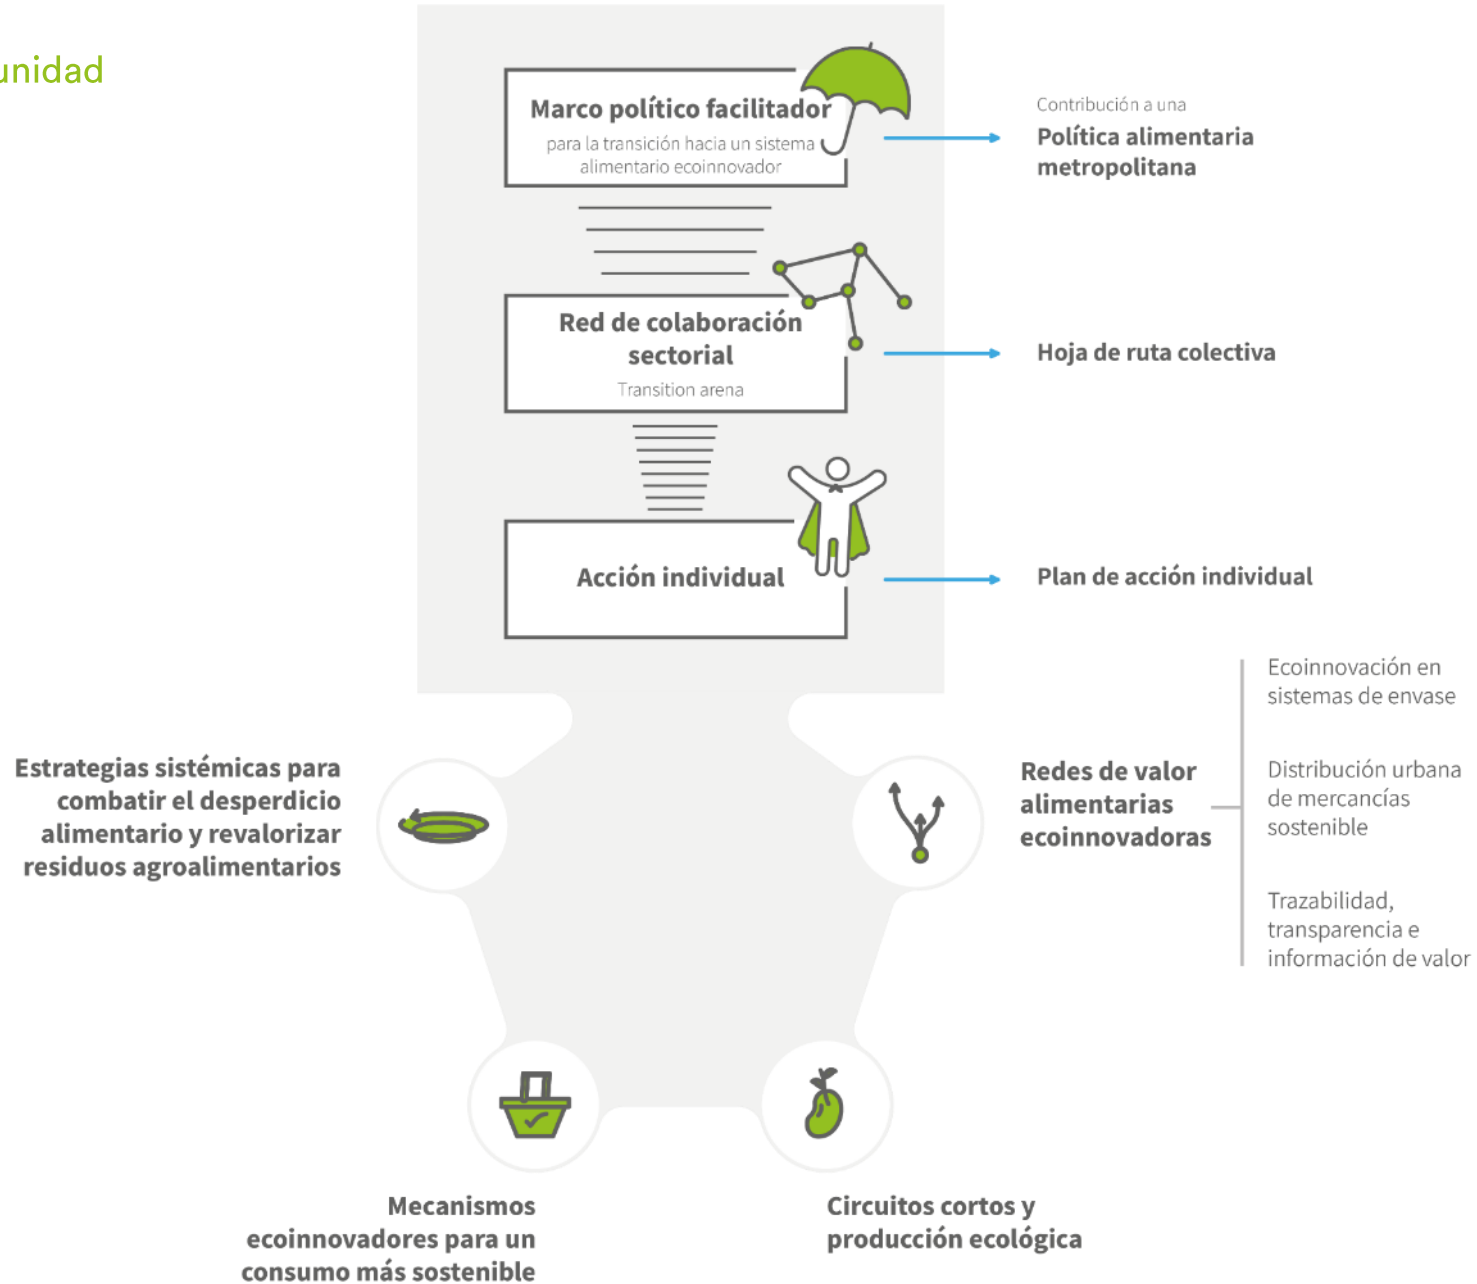 unidad
Marco político facilitador
para la transición hacia un sistema
alimentario ecoinnovador
Contribución a una
Política alimentaria
metropolitana
Red de colaboración
sectorial
Transition arena
Hoja de ruta colectiva
Acción individual
Plan de acción individual
Estrategias sistémicas para
combatir el desperdicio
alimentario y revalorizar
residuos agroalimentarios
Redes de valor
alimentarias
ecoinnovadoras
Ecoinnovación en
sistemas de envase
Distribución urbana
de mercancías
sostenible
Trazabilidad,
transparencia e
información de valor
Mecanismos
ecoinnovadores para un
consumo más sostenible
Circuitos cortos y
producción ecológica